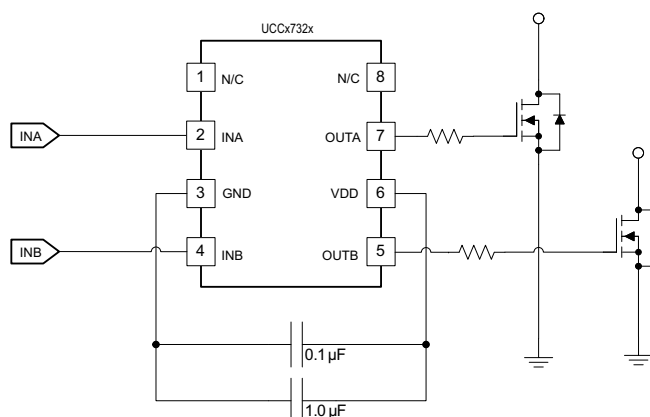 UCCx732x
1 N/C
N/C 8
INA
2 INA
OUTA 7
3 GND
VDD 6
INB
4 INB
OUTB 5
0.1 µF
1.0 µF